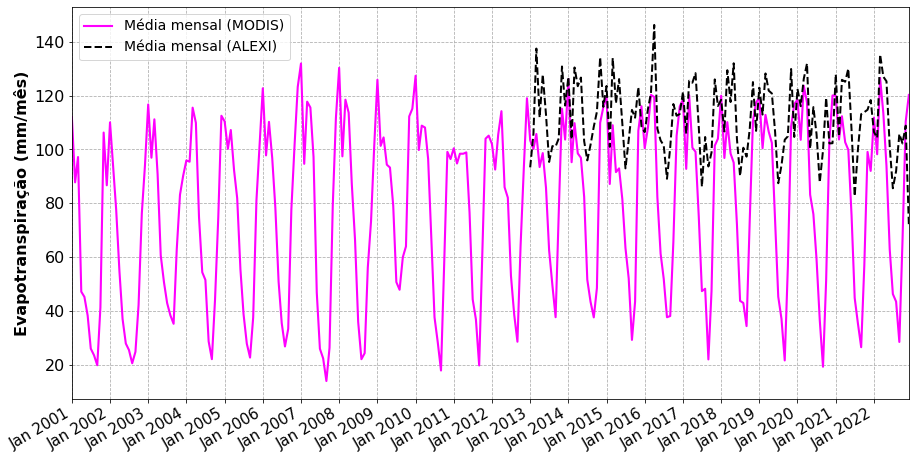 Média mensal (MODIS)
Média mensal (ALEXI)
Evapotranspiração (mm/mês)
140
120
100
80
60
40
20
Jan 2001
Jan 2002
Jan 2003
Jan 2004
Jan 2005
Jan 2006
Jan 2007
Jan 2008
Jan 2009
Jan 2010
Jan 2011
Jan 2012
Jan 2013
Jan 2014
Jan 2015
Jan 2016
Jan 2017
Jan 2018
Jan 2019
Jan 2020
Jan 2021
Jan 2022